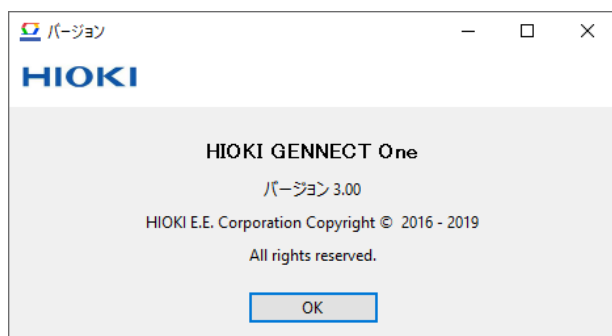 バージョン
HIOKI
HIOKI GENNECT One
バージョン 3.00
HIOKI E.E. Corporation Copyright © 2016 - 2019
All rights reserved.
OK